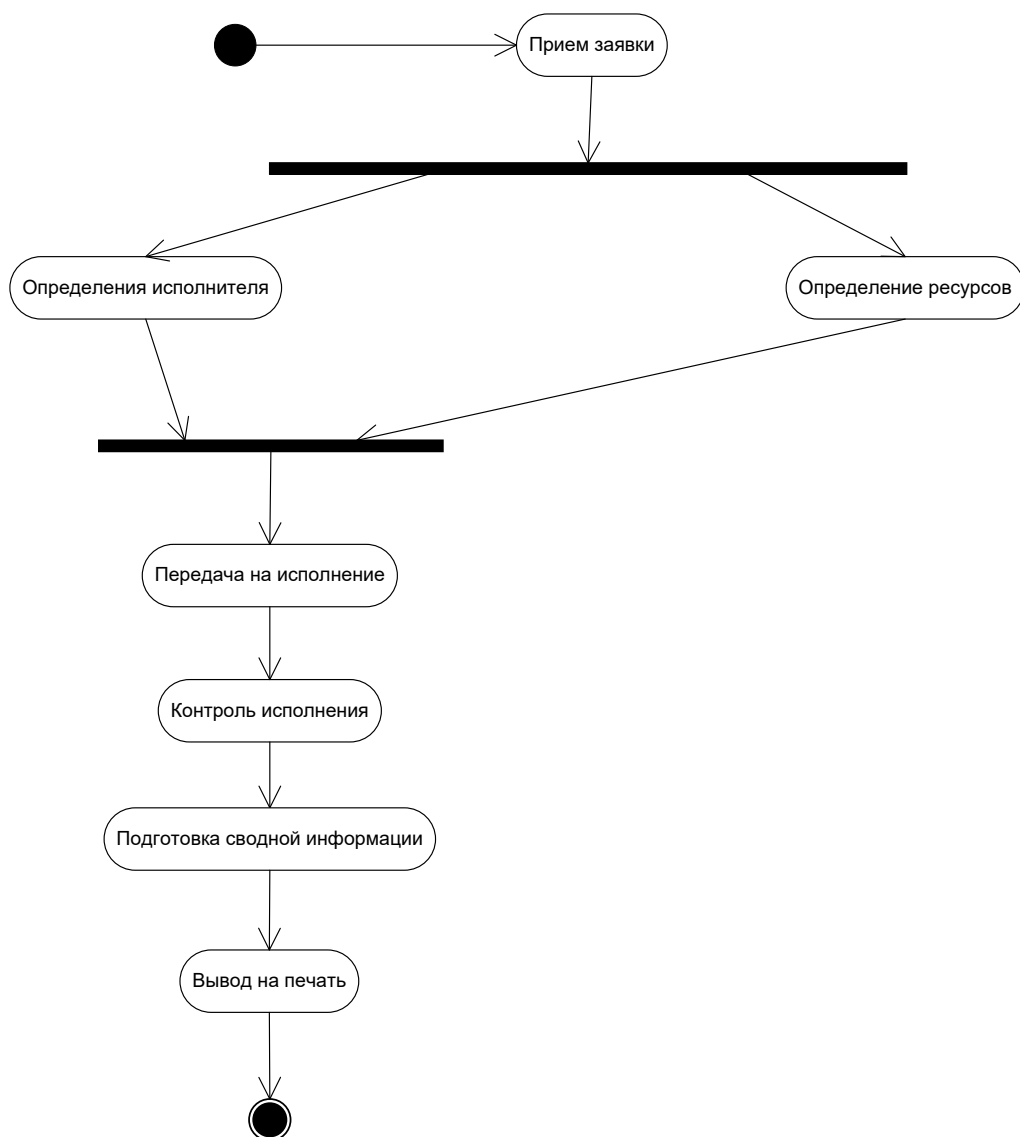 Прием заявки
Определения исполнителя
Определение ресурсов
Передача на исполнение
Контроль исполнения
Подготовка сводной информации
Вывод на печать